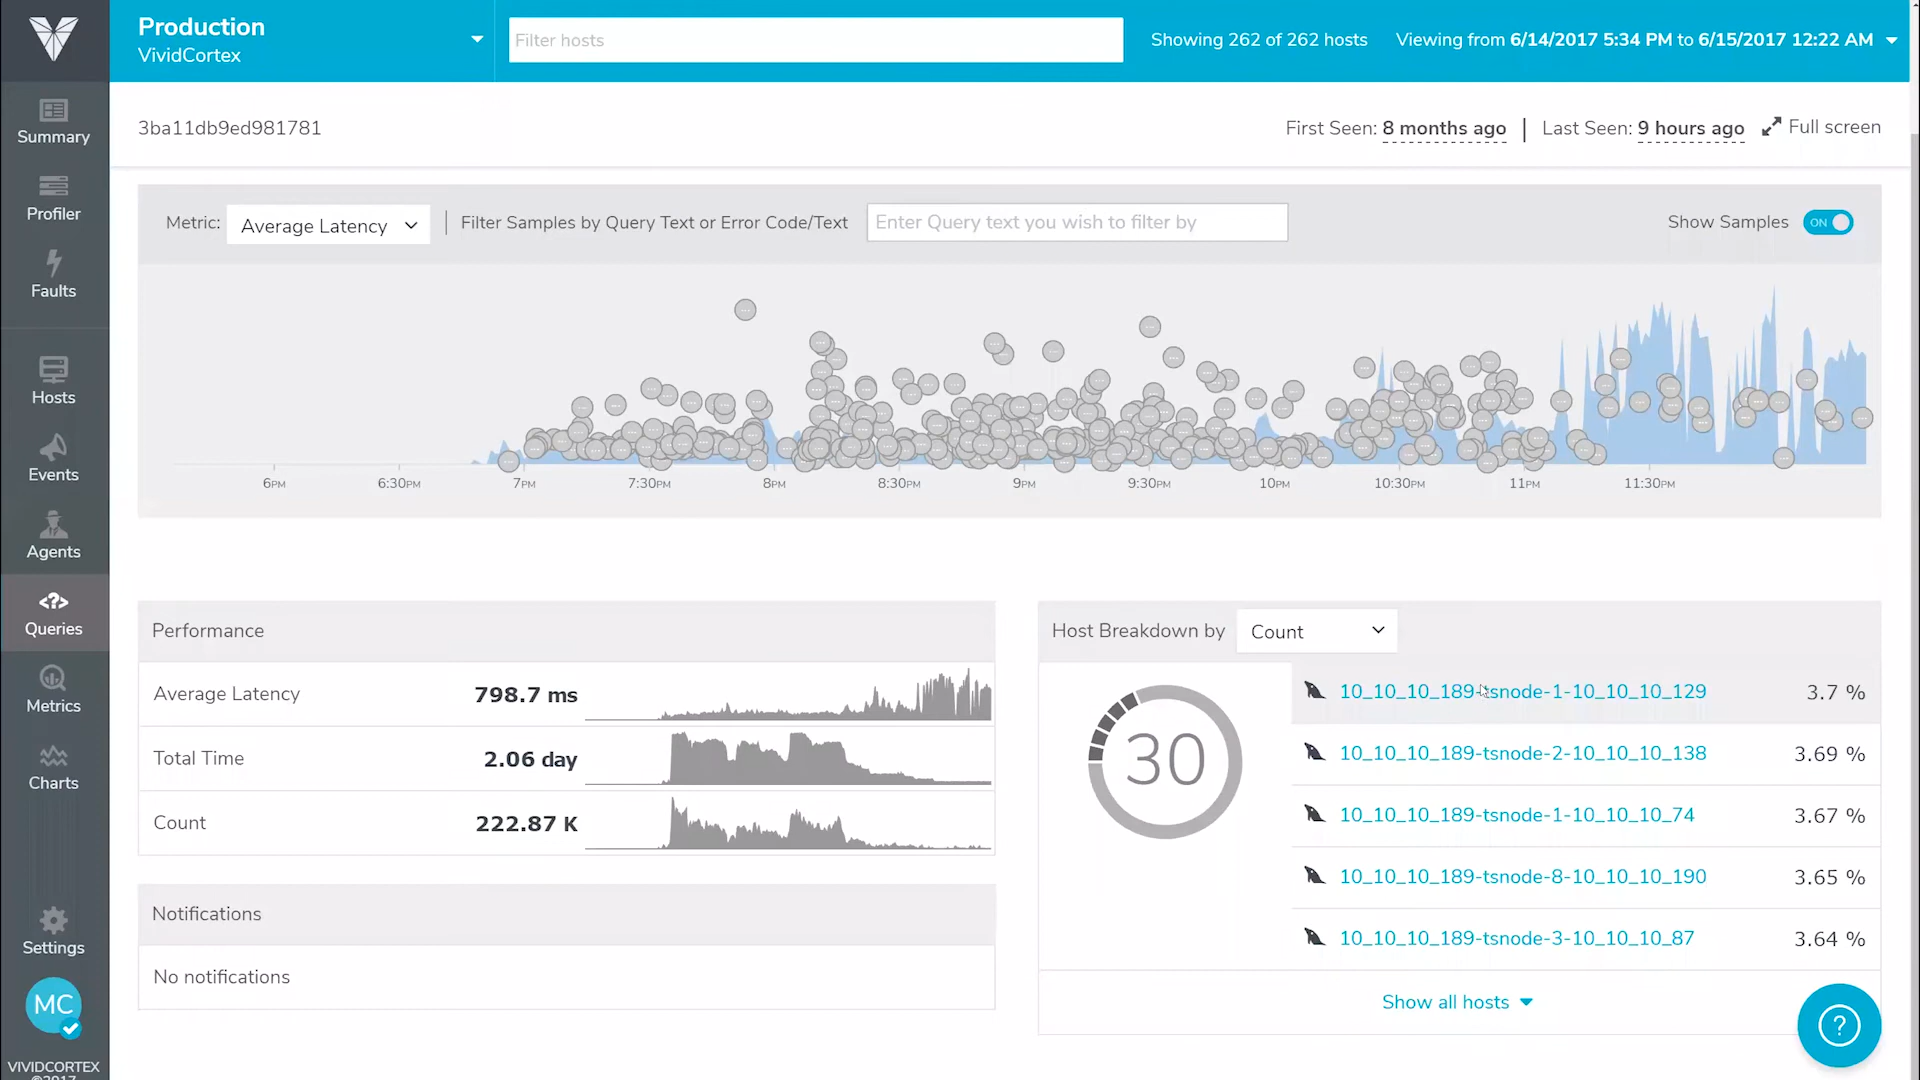 Production
VividCortex
Filter hosts
Showing 262 of 262 hosts
Viewing from 6/14/2017 5:34 PM to 6/15/2017 12:22 AM
3ba11db9ed981781
First Seen: 8 months ago | Last Seen: 9 hours ago
Full screen
Summary
Profiler
Faults
Hosts
Events
Agents
Queries
Metrics
Charts
Settings
MC
VIVIDCORTEX
©2017
Metric: Average Latency
Filter Samples by Query Text or Error Code/Text
Enter Query text you wish to filter by
Show Samples ON
6PM 6:30PM 7PM 7:30PM 8PM 8:30PM 9PM 9:30PM 10PM 10:30PM 11PM 11:30PM
Performance
Average Latency 798.7 ms
Total Time 2.06 day
Count 222.87 K
Notifications
No notifications
Host Breakdown by Count
30
10_10_10_189-tsnode-1-10_10_10_129 3.7 %
10_10_10_189-tsnode-2-10_10_10_138 3.69 %
10_10_10_189-tsnode-1-10_10_10_74 3.67 %
10_10_10_189-tsnode-8-10_10_10_190 3.65 %
10_10_10_189-tsnode-3-10_10_10_87 3.64 %
Show all hosts
?